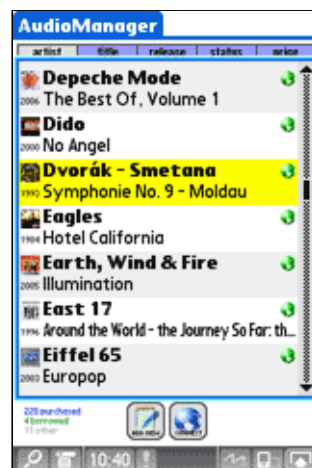 AudioManager
artist title release status price
Depeche Mode
2006 The Best Of, Volume 1
Dido
2000 No Angel
Dvorák - Smetana
1993 Symphonie No. 9 - Moldau
Eagles
1984 Hotel California
Earth, Wind & Fire
2005 Illumination
East 17
1996 Around the World - the Journey So Far: th...
Eiffel 65
2003 Europop
228 purchased
4 borrowed
11 other
10:40